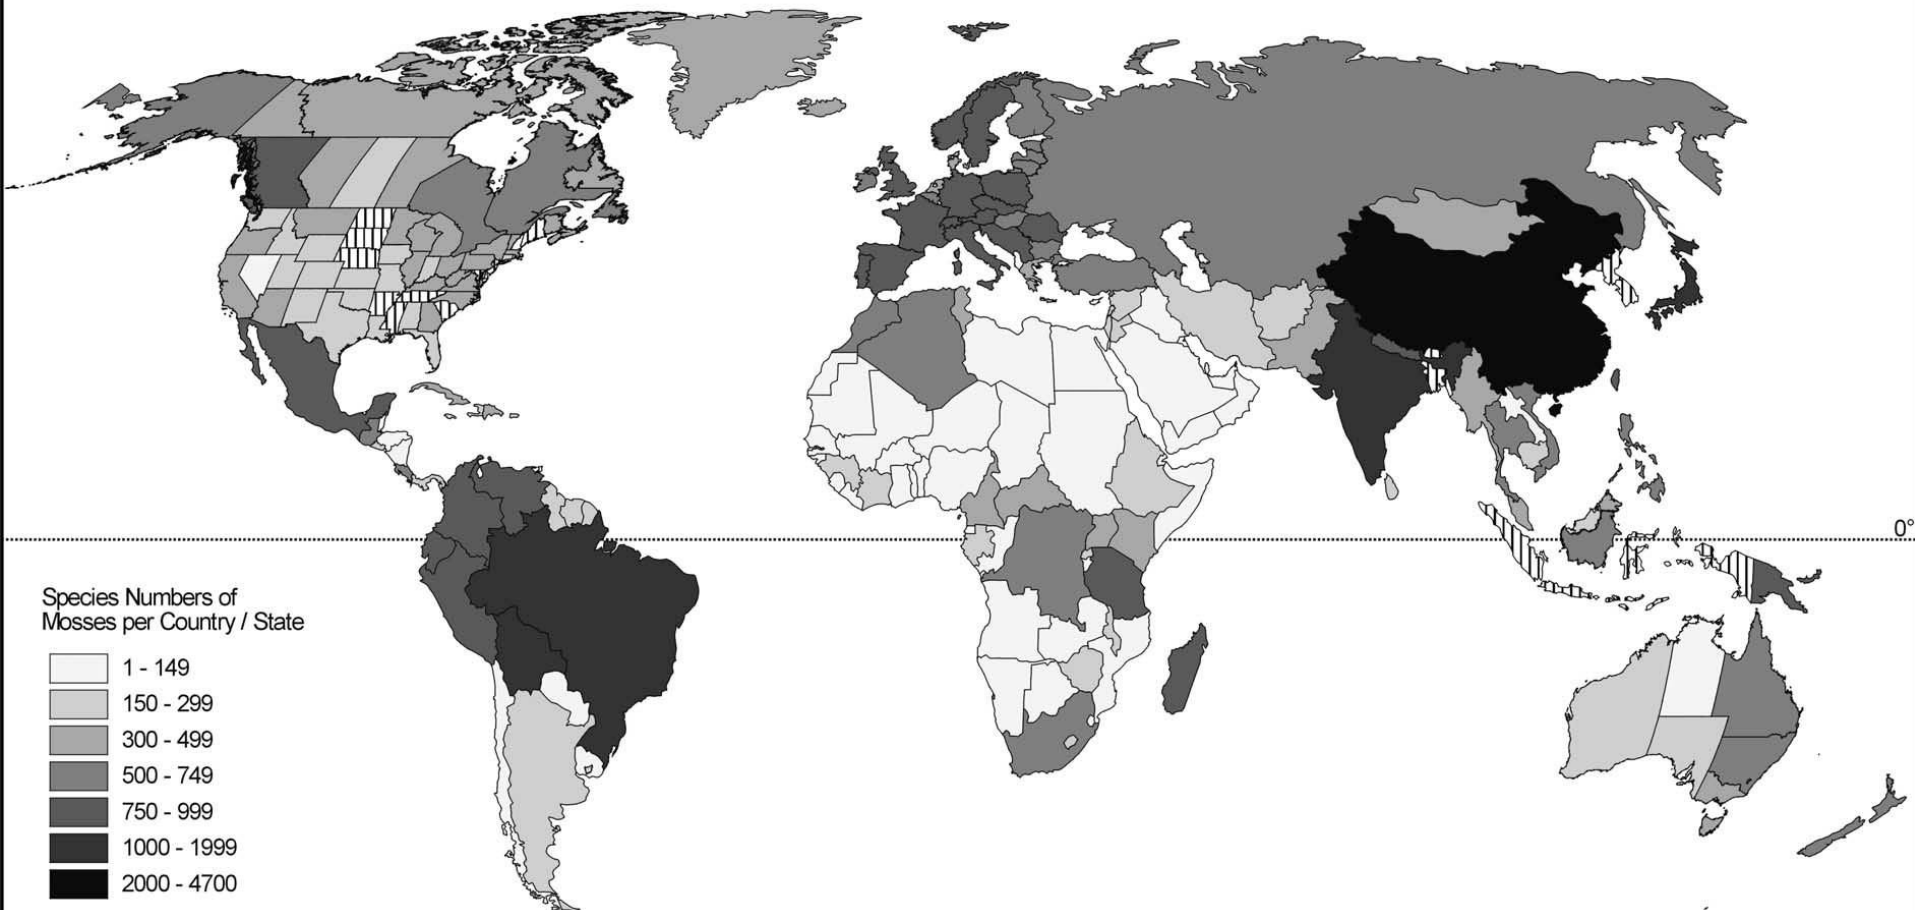 0°
Species Numbers of
Mosses per Country / State
1 - 149
150 - 299
300 - 499
500 - 749
750 - 999
1000 - 1999
2000 - 4700